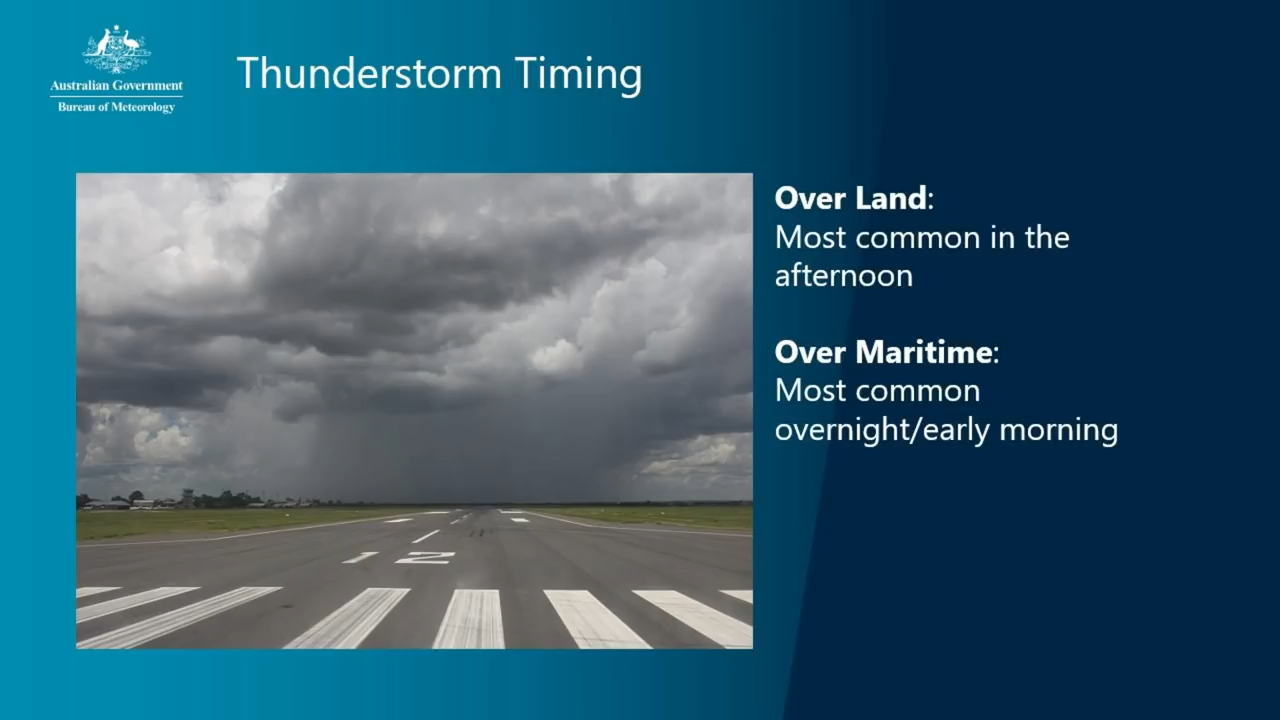 Australian Government
Bureau of Meteorology
Thunderstorm Timing
Over Land:
Most common in the
afternoon
Over Maritime:
Most common
overnight/early morning
12